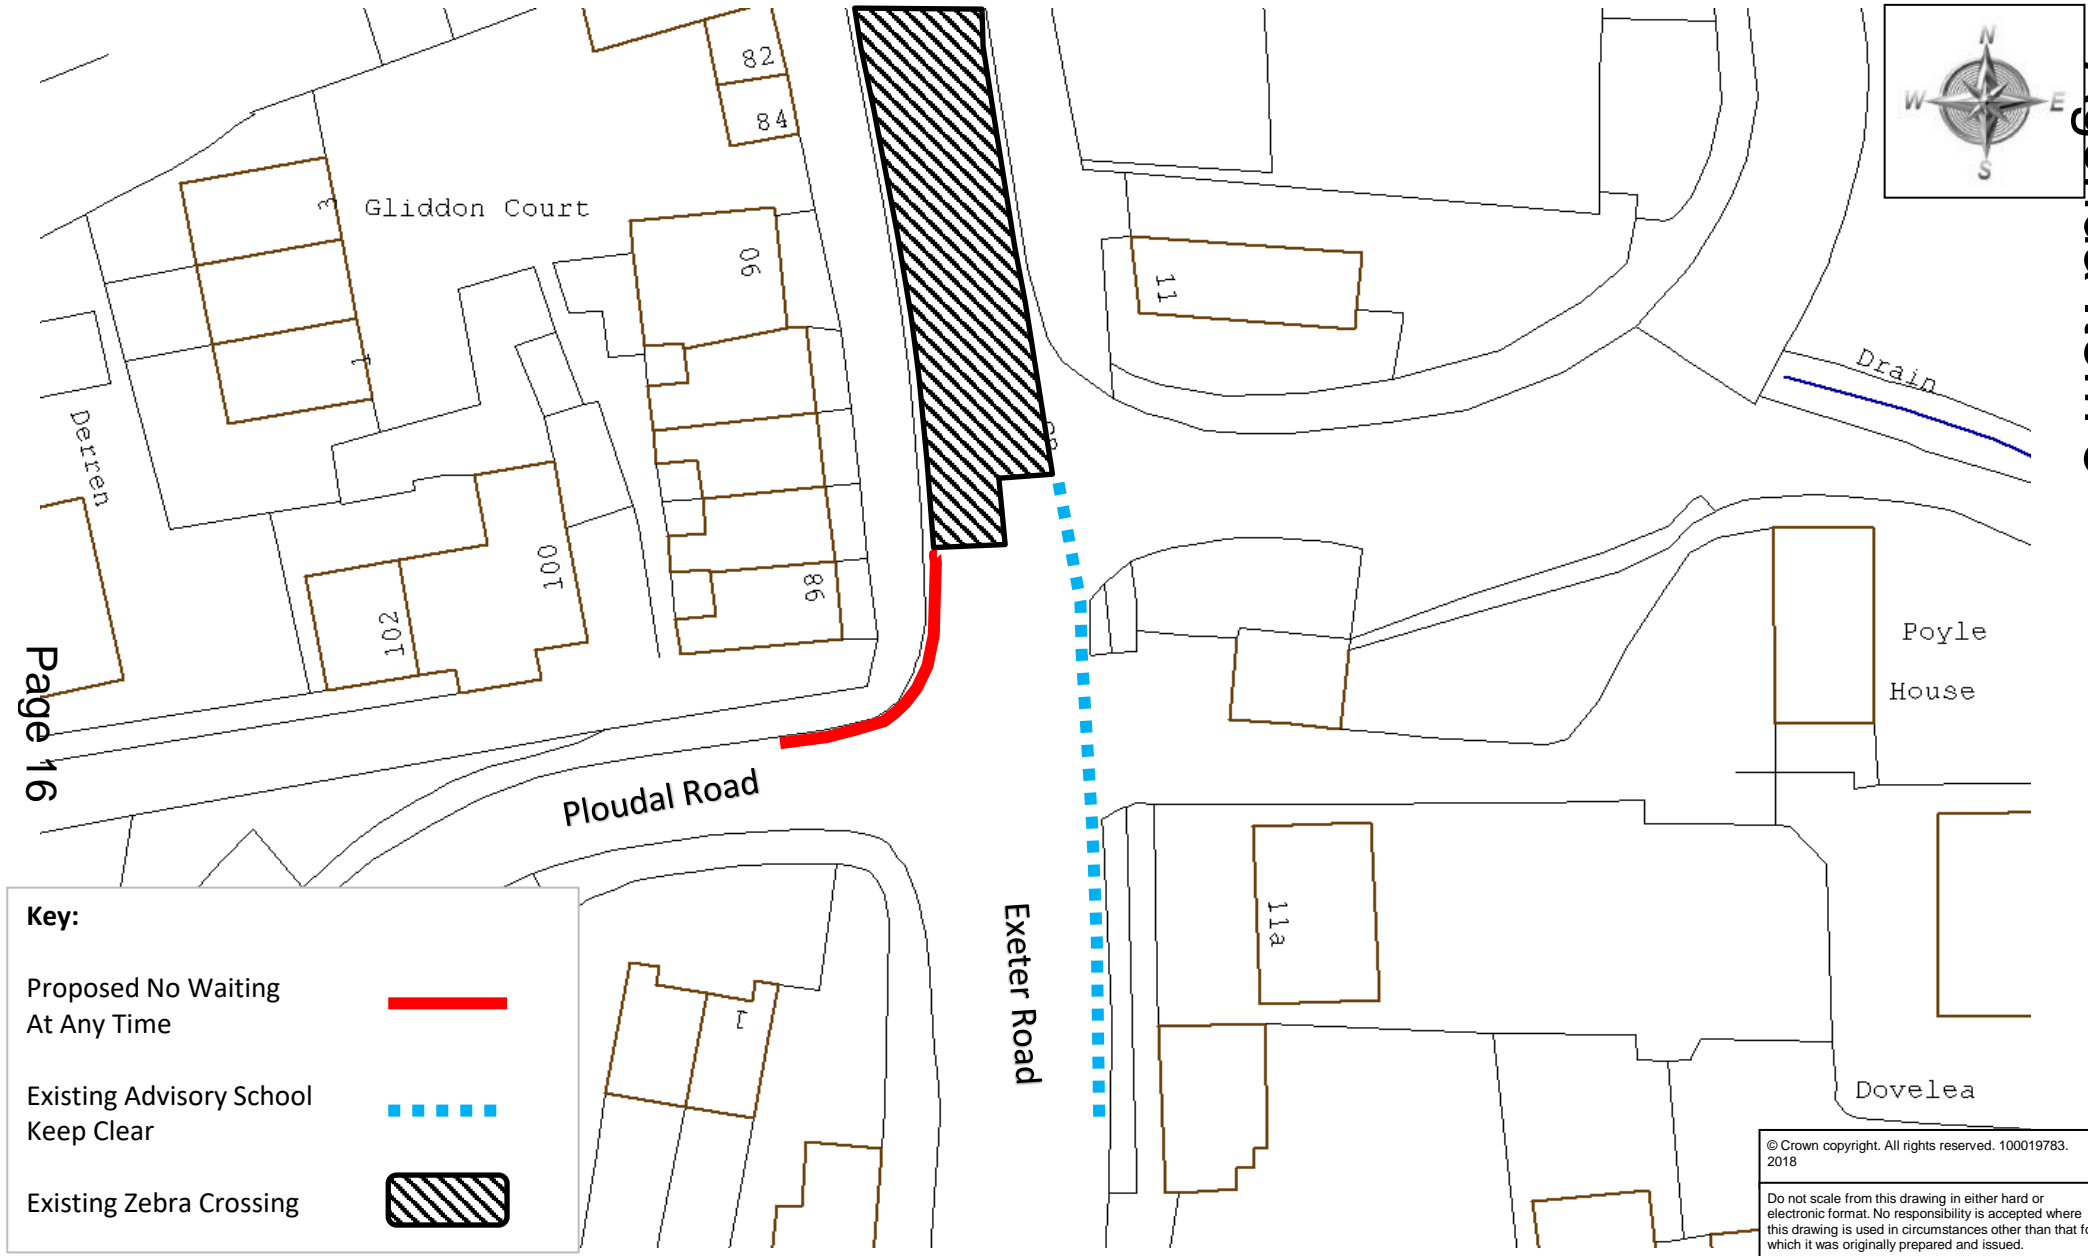 82
84
N
W
E
S
3
Gliddon Court
90
11
1
Derren
Drain
100
98
102
Poyle
House
Page 16
Ploudal Road
Exeter Road
11a
1
Dovelea
Key:
Proposed No Waiting
At Any Time
Existing Advisory School
Keep Clear
Existing Zebra Crossing
© Crown copyright. All rights reserved. 100019783.
2018
Do not scale from this drawing in either hard or
electronic format. No responsibility is accepted where
this drawing is used in circumstances other than that fo
which it was originally prepared and issued.